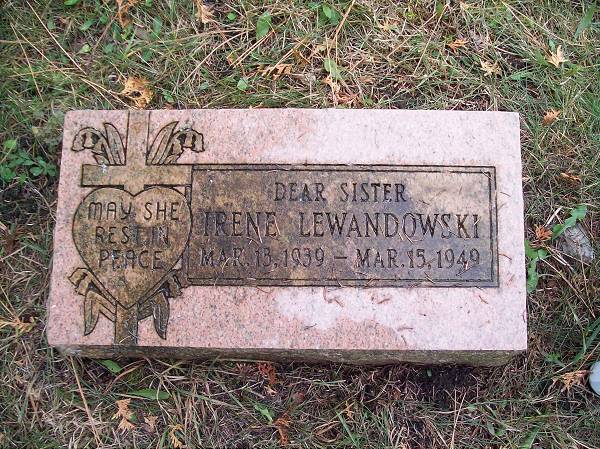 MAY SHE
REST IN
PEACE
DEAR SISTER
IRENE LEWANDOWSKI
MAR. 13, 1939 – MAR. 15, 1949